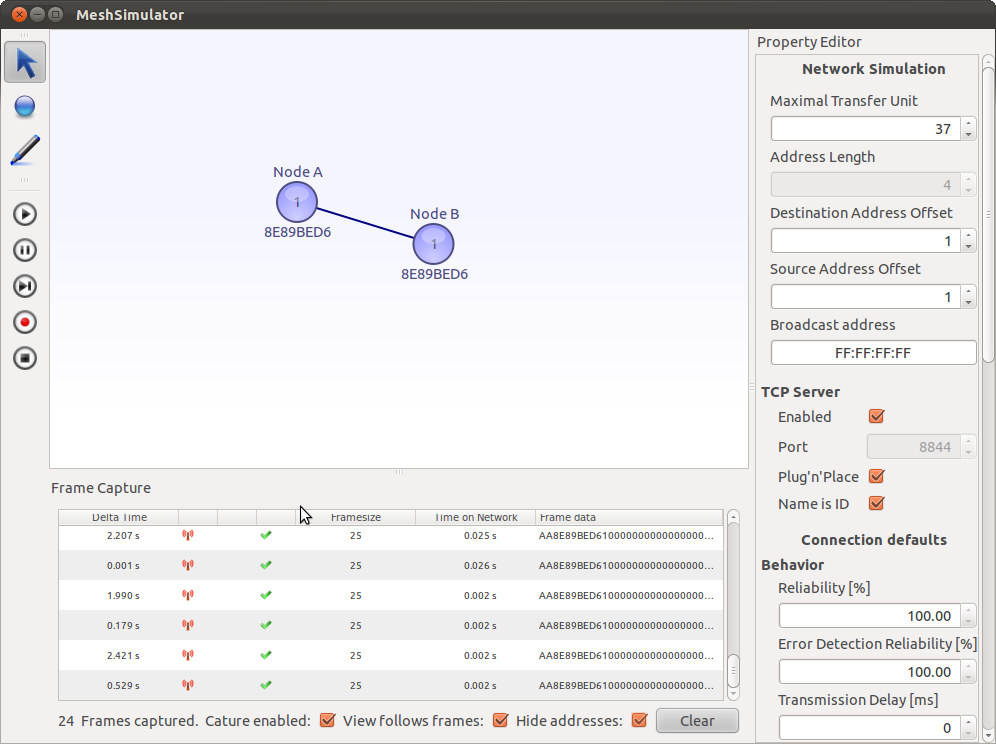 MeshSimulator
Node A
1
8E89BED6
Node B
1
8E89BED6
Frame Capture
Delta Time Framesize Time on Network Frame data
2.207 s 25 0.025 s AA8E89BED610000000000000000...
0.001 s 25 0.026 s AA8E89BED610000000000000000...
1.990 s 25 0.002 s AA8E89BED610000000000000000...
0.179 s 25 0.002 s AA8E89BED610000000000000000...
2.421 s 25 0.002 s AA8E89BED610000000000000000...
0.529 s 25 0.002 s AA8E89BED610000000000000000...
24 Frames captured. Cature enabled: View follows frames: Hide addresses: Clear
Property Editor
Network Simulation
Maximal Transfer Unit
37
Address Length
4
Destination Address Offset
1
Source Address Offset
1
Broadcast address
FF:FF:FF:FF
TCP Server
Enabled
Port 8844
Plug'n'Place
Name is ID
Connection defaults
Behavior
Reliability [%]
100.00
Error Detection Reliability [%]
100.00
Transmission Delay [ms]
0